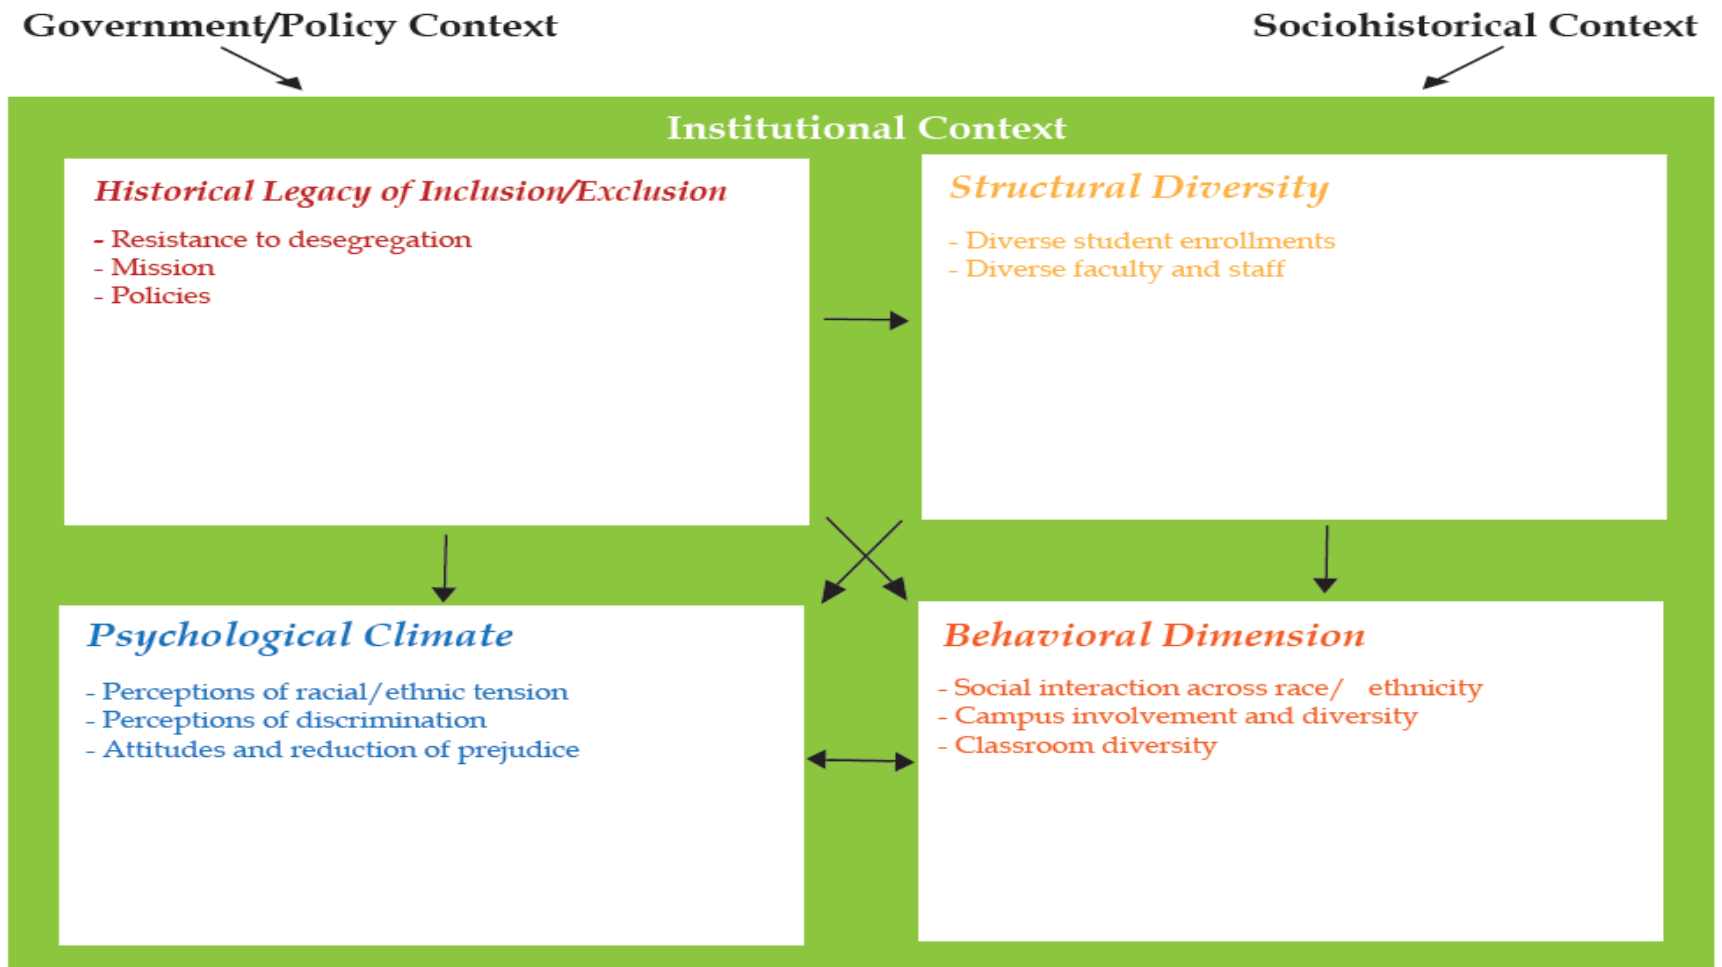 Government/Policy Context
Sociohistorical Context
Institutional Context
Historical Legacy of Inclusion/Exclusion
- Resistance to desegregation
- Mission
- Policies
Structural Diversity
- Diverse student enrollments
- Diverse faculty and staff
Psychological Climate
- Perceptions of racial/ethnic tension
- Perceptions of discrimination
- Attitudes and reduction of prejudice
Behavioral Dimension
- Social interaction across race/ ethnicity
- Campus involvement and diversity
- Classroom diversity